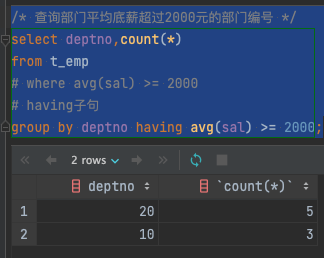 /* 查询部门平均底薪超过2000元的部门编号 */
select deptno,count(*)
from t_emp
# where avg(sal) >= 2000
# having子句
group by deptno having avg(sal) >= 2000;
2 rows
deptno `count(*)`
1 20 5
2 10 3